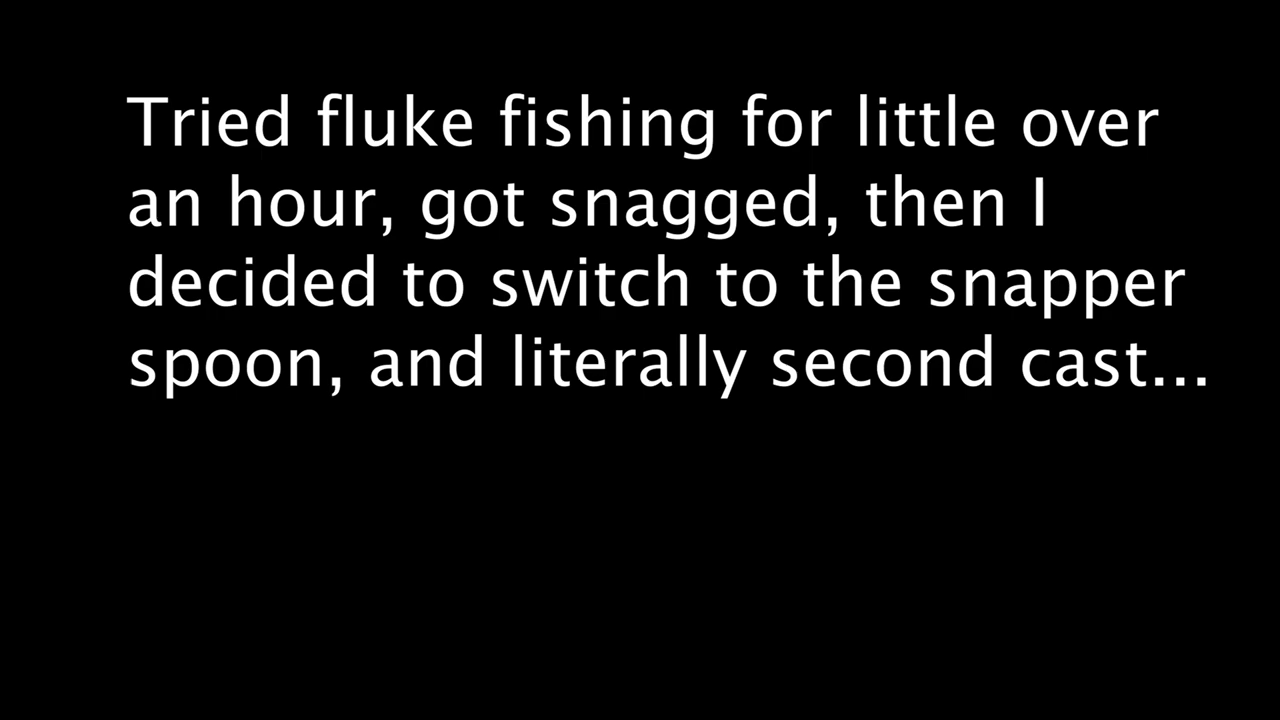 Tried fluke fishing for little over
an hour, got snagged, then I
decided to switch to the snapper
spoon, and literally second cast...